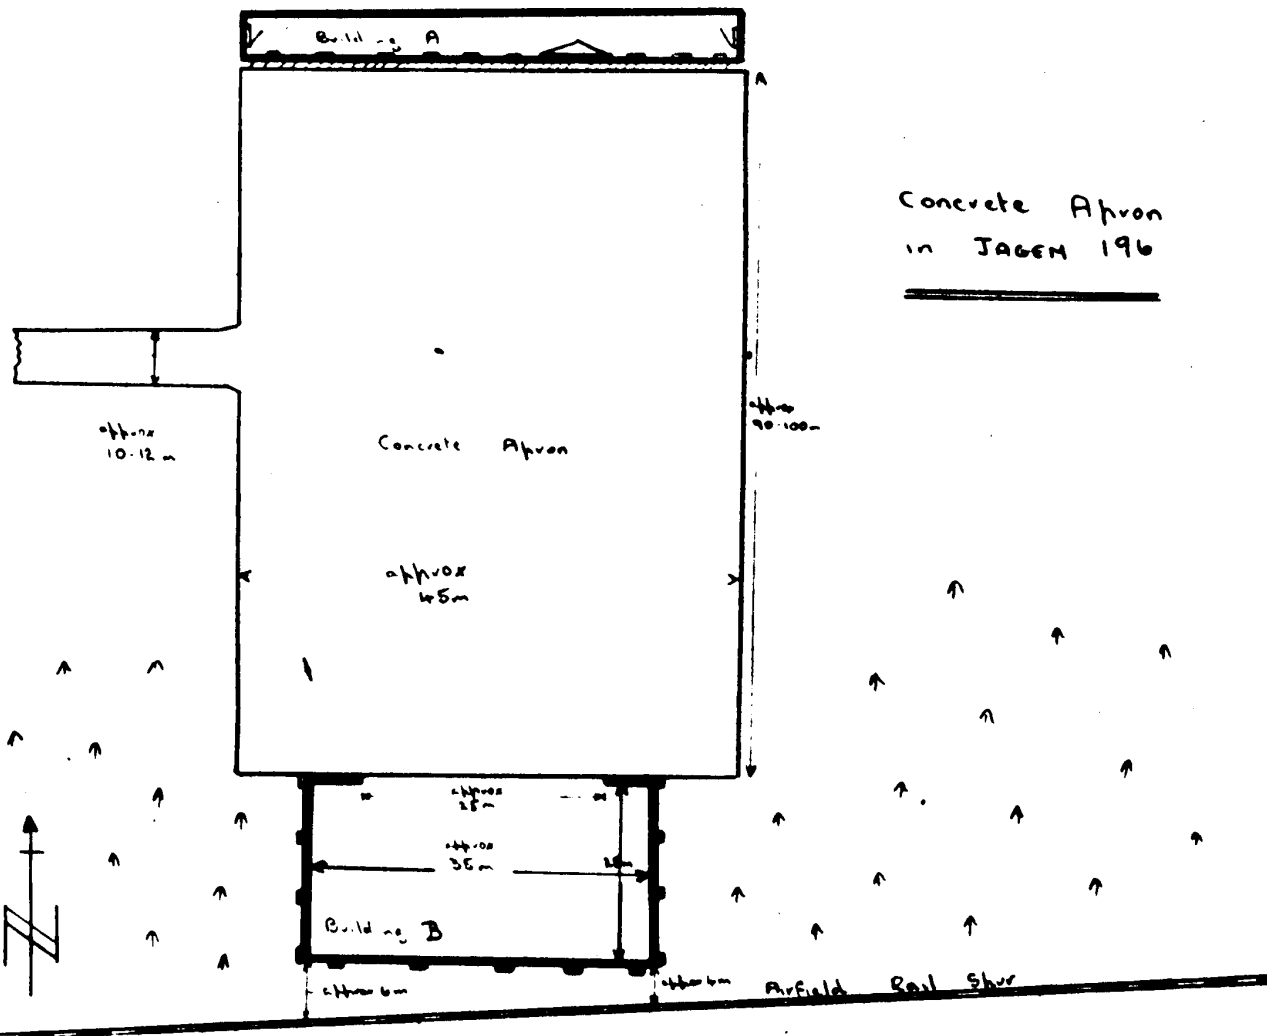 Building A
A
Concrete Apron
in JAGEM 196
approx
90-100m
approx
10-12 m
Concrete Apron
approx
45m
approx
25m
approx
35m
Building B
approx 6m
approx 6m
Airfield Rail Spur
N